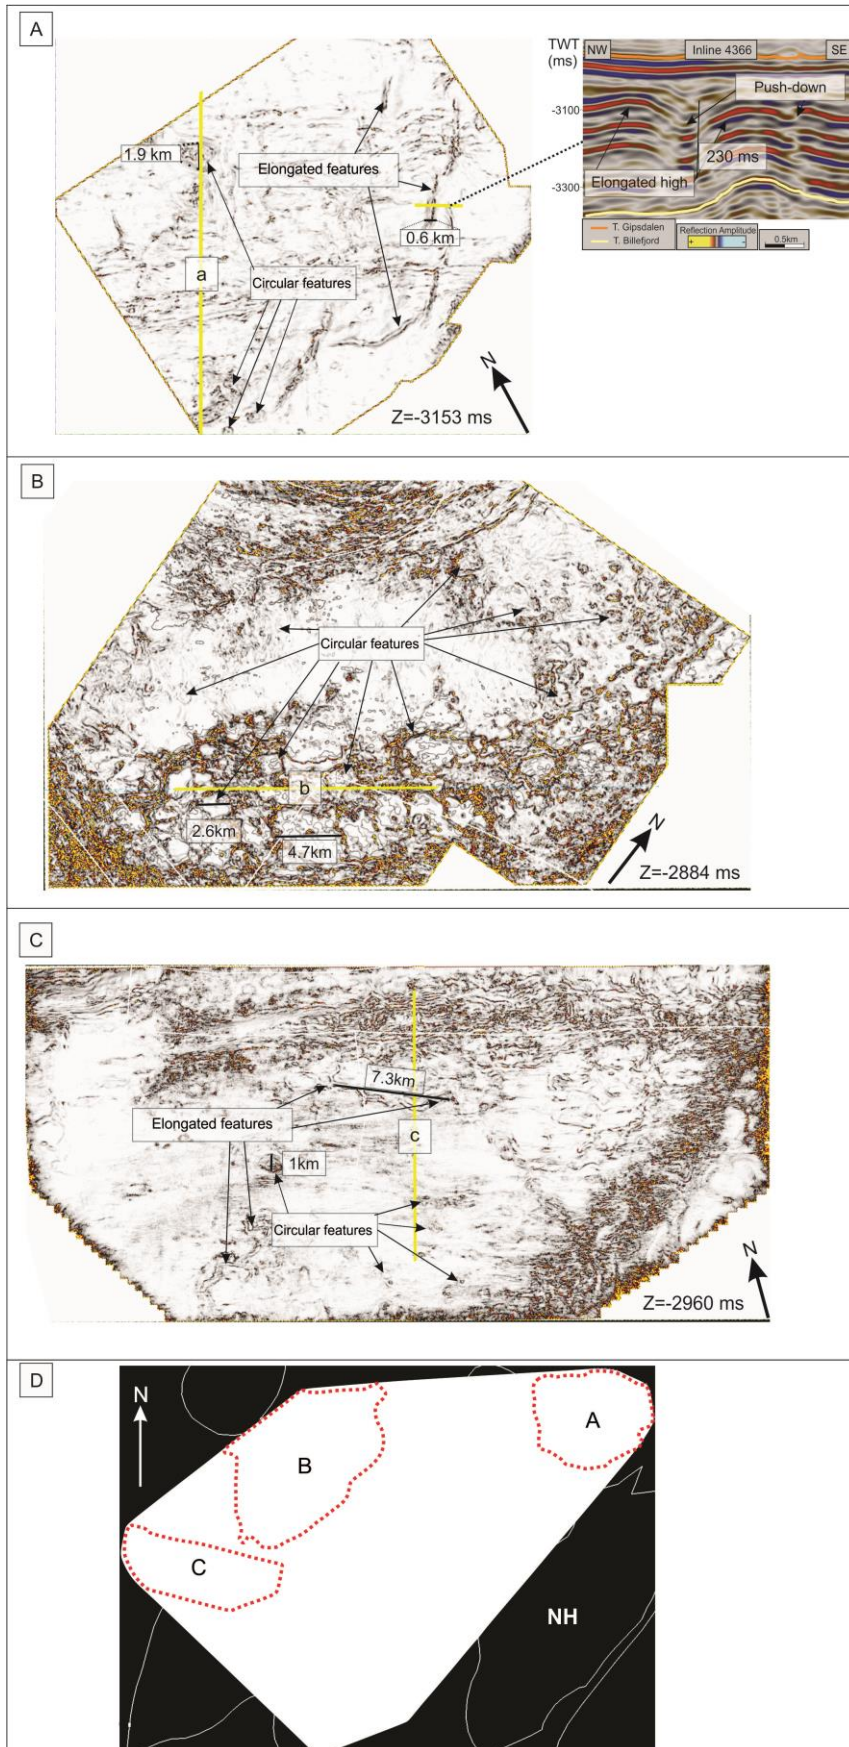 A
TWT
(ms)
NW
Inline 4366
SE
Push-down
-3100
230 ms
Elongated high
-3300
T. Gipsdalen
T. Billefjord
Reflection Amplitude
+
-
0.5km
1.9 km
Elongated features
0.6 km
a
Circular features
N
Z=-3153 ms
B
Circular features
b
2.6km
4.7km
N
Z=-2884 ms
C
7.3km
Elongated features
c
1km
Circular features
N
Z=-2960 ms
D
N
A
B
C
NH